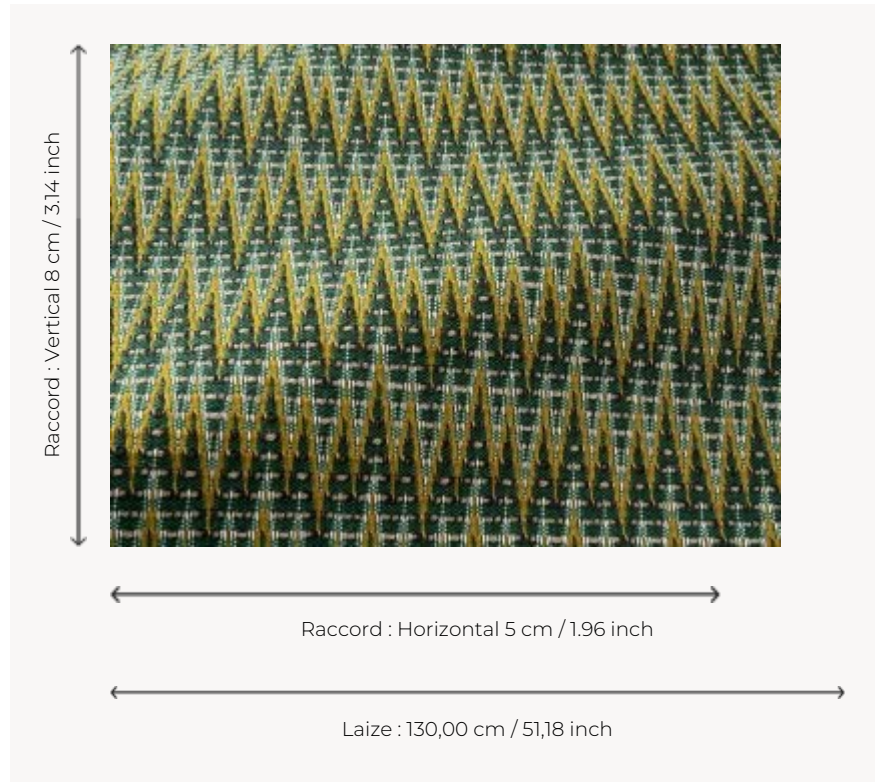 Raccord : Vertical 8 cm / 3.14 inch
Raccord : Horizontal 5 cm / 1.96 inch
Laize : 130,00 cm / 51,18 inch